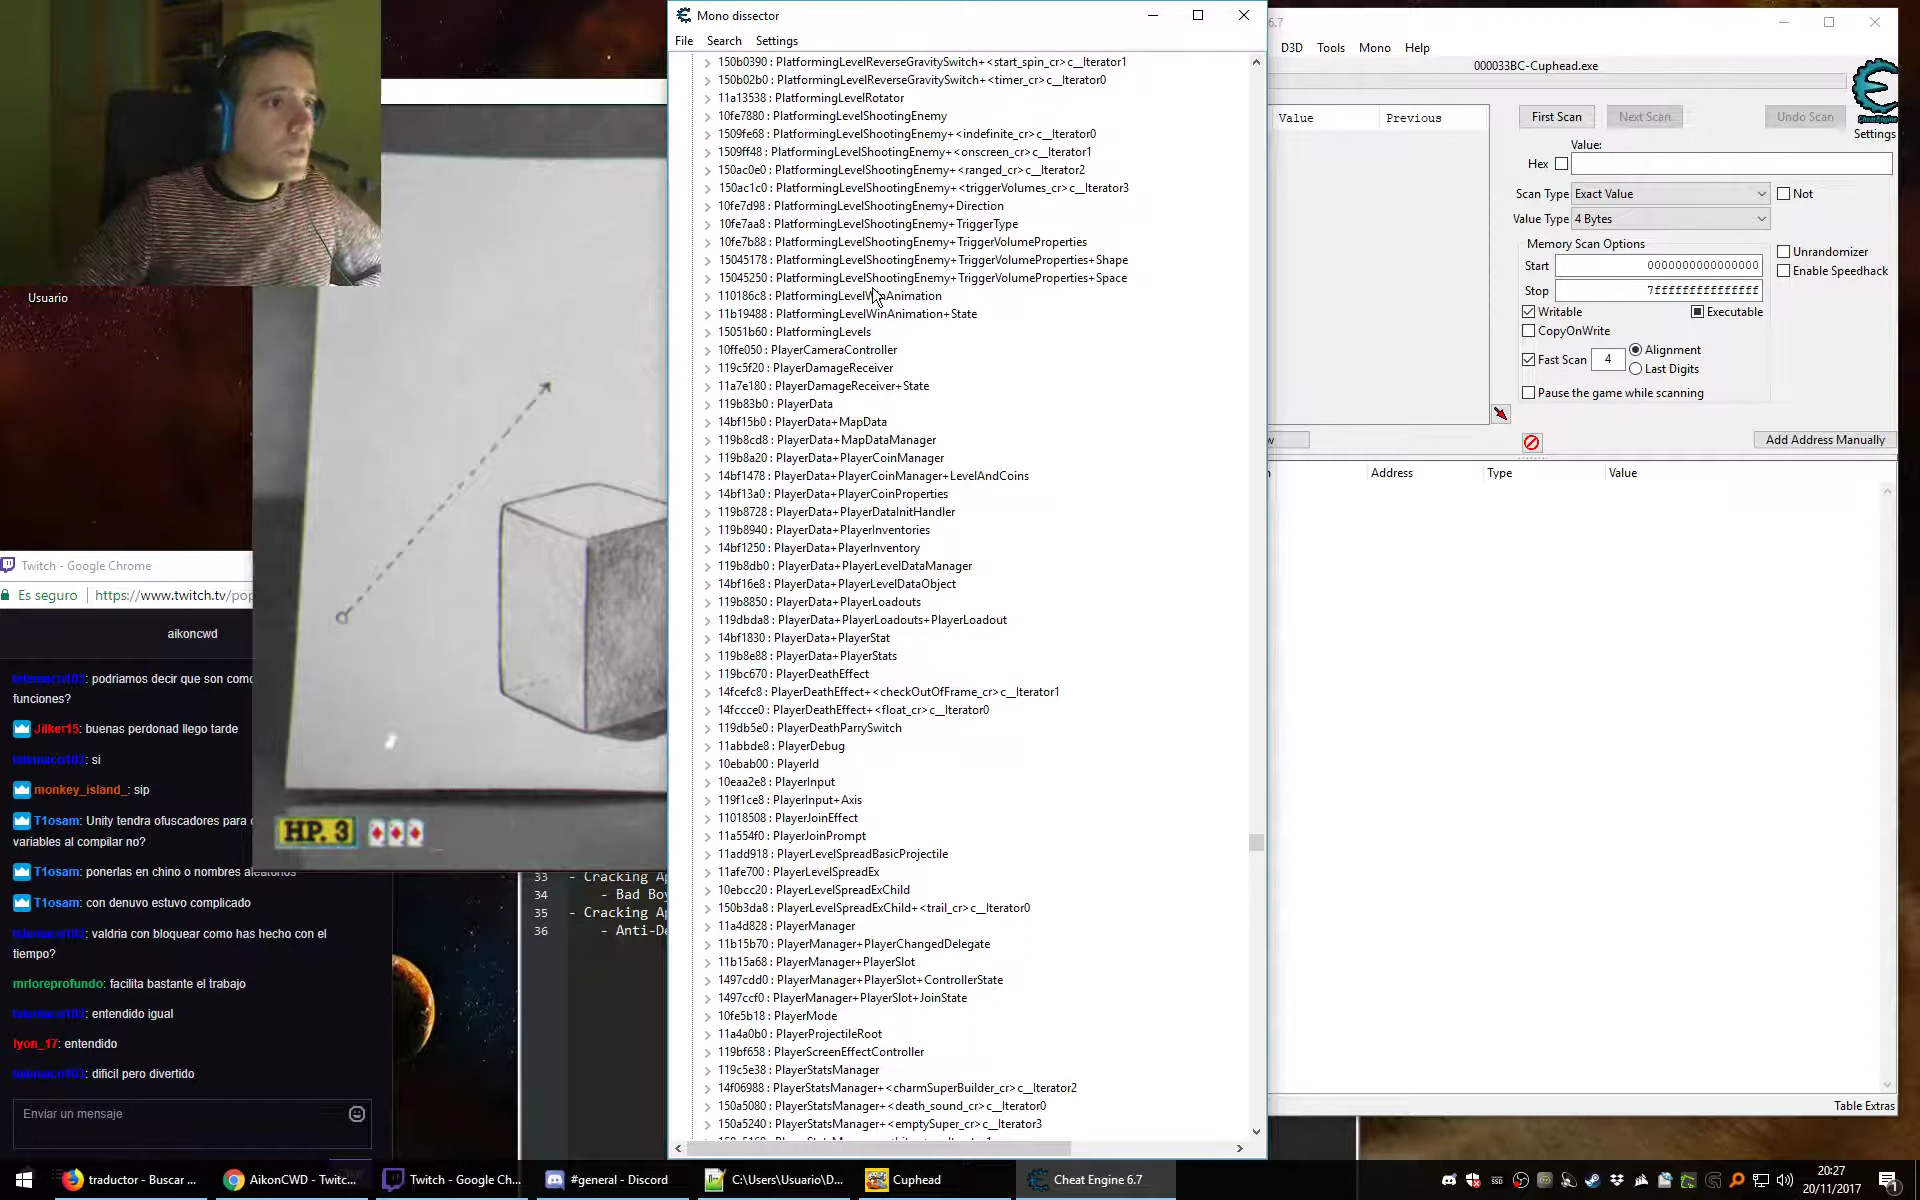 Mono dissector
File Search Settings
150b0390 : PlatformingLevelReverseGravitySwitch+<start_spin_cr>c__Iterator1
150b02b0 : PlatformingLevelReverseGravitySwitch+<timer_cr>c__Iterator0
11a13538 : PlatformingLevelRotator
10fe7880 : PlatformingLevelShootingEnemy
1509fe68 : PlatformingLevelShootingEnemy+<indefinite_cr>c__Iterator0
1509ff48 : PlatformingLevelShootingEnemy+<onscreen_cr>c__Iterator1
150ac0e0 : PlatformingLevelShootingEnemy+<ranged_cr>c__Iterator2
150ac1c0 : PlatformingLevelShootingEnemy+<triggerVolumes_cr>c__Iterator3
10fe7d98 : PlatformingLevelShootingEnemy+Direction
10fe7aa8 : PlatformingLevelShootingEnemy+TriggerType
10fe7b88 : PlatformingLevelShootingEnemy+TriggerVolumeProperties
15045178 : PlatformingLevelShootingEnemy+TriggerVolumeProperties+Shape
15045250 : PlatformingLevelShootingEnemy+TriggerVolumeProperties+Space
110186c8 : PlatformingLevelWinAnimation
11b19488 : PlatformingLevelWinAnimation+State
15051b60 : PlatformingLevels
10ffe050 : PlayerCameraController
119c5f20 : PlayerDamageReceiver
11a7e180 : PlayerDamageReceiver+State
119b83b0 : PlayerData
14bf15b0 : PlayerData+MapData
119b8cd8 : PlayerData+MapDataManager
119b8a20 : PlayerData+PlayerCoinManager
14bf1478 : PlayerData+PlayerCoinManager+LevelAndCoins
14bf13a0 : PlayerData+PlayerCoinProperties
119b8728 : PlayerData+PlayerDataInitHandler
119b8940 : PlayerData+PlayerInventories
14bf1250 : PlayerData+PlayerInventory
119b8db0 : PlayerData+PlayerLevelDataManager
14bf16e8 : PlayerData+PlayerLevelDataObject
119b8850 : PlayerData+PlayerLoadouts
119dbda8 : PlayerData+PlayerLoadouts+PlayerLoadout
14bf1830 : PlayerData+PlayerStat
119b8e88 : PlayerData+PlayerStats
119bc670 : PlayerDeathEffect
14fcefc8 : PlayerDeathEffect+<checkOutOfFrame_cr>c__Iterator1
14fccce0 : PlayerDeathEffect+<float_cr>c__Iterator0
119db5e0 : PlayerDeathParrySwitch
11abbde8 : PlayerDebug
10ebab00 : PlayerId
10eaa2e8 : PlayerInput
119f1ce8 : PlayerInput+Axis
11018508 : PlayerJoinEffect
11a554f0 : PlayerJoinPrompt
11add918 : PlayerLevelSpreadBasicProjectile
11afe700 : PlayerLevelSpreadEx
10ebcc20 : PlayerLevelSpreadExChild
150b3da8 : PlayerLevelSpreadExChild+<trail_cr>c__Iterator0
11a4d828 : PlayerManager
11b15b70 : PlayerManager+PlayerChangedDelegate
11b15a68 : PlayerManager+PlayerSlot
1497cdd0 : PlayerManager+PlayerSlot+ControllerState
1497ccf0 : PlayerManager+PlayerSlot+JoinState
10fe5b18 : PlayerMode
11a4a0b0 : PlayerProjectileRoot
119bf658 : PlayerScreenEffectController
119c5e38 : PlayerStatsManager
14f06988 : PlayerStatsManager+<charmSuperBuilder_cr>c__Iterator2
150a5080 : PlayerStatsManager+<death_sound_cr>c__Iterator0
150a5240 : PlayerStatsManager+<emptySuper_cr>c__Iterator3
6.7
D3D Tools Mono Help
000033BC-Cuphead.exe
Value Previous
First Scan Next Scan Undo Scan
Settings
Value:
Hex
Scan Type Exact Value Not
Value Type 4 Bytes
Memory Scan Options
Start 0000000000000000
Stop 7fffffffffffffff
Unrandomizer
Enable Speedhack
Writable Executable
CopyOnWrite
Fast Scan 4 Alignment
Last Digits
Pause the game while scanning
Add Address Manually
Address Type Value
Table Extras
Usuario
Twitch - Google Chrome
Es seguro https://www.twitch.tv/pop
aikoncwd
podriamos decir que son como
funciones?
Jilker15: buenas perdonad llego tarde
si
monkey_island_: sip
T1osam: Unity tendra ofuscadores para
variables al compilar no?
T1osam: ponerlas en chino o nombres aleatorios
T1osam: con denuvo estuvo complicado
valdria con bloquear como has hecho con el
tiempo?
mrloreprofundo: facilita bastante el trabajo
entendido igual
lyon_17: entendido
dificil pero divertido
Enviar un mensaje
HP. 3
33 - Cracking Ap
34 - Bad Boy
35 - Cracking Ap
36 - Anti-De
traductor - Buscar ...
AikonCWD - Twitc...
Twitch - Google Ch...
#general - Discord
C:\Users\Usuario\D...
Cuphead
Cheat Engine 6.7
20:27
20/11/2017